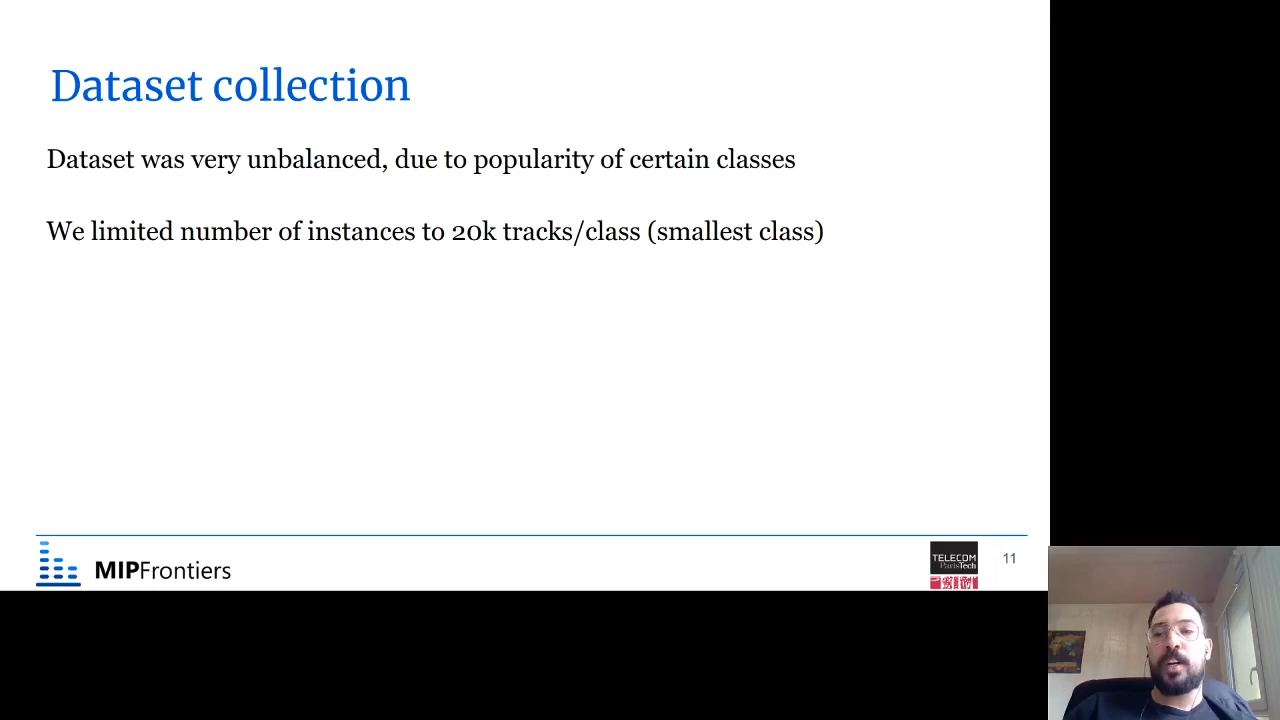 Dataset collection
Dataset was very unbalanced, due to popularity of certain classes
We limited number of instances to 20k tracks/class (smallest class)
MIPFrontiers
TELECOM
ParisTech
11